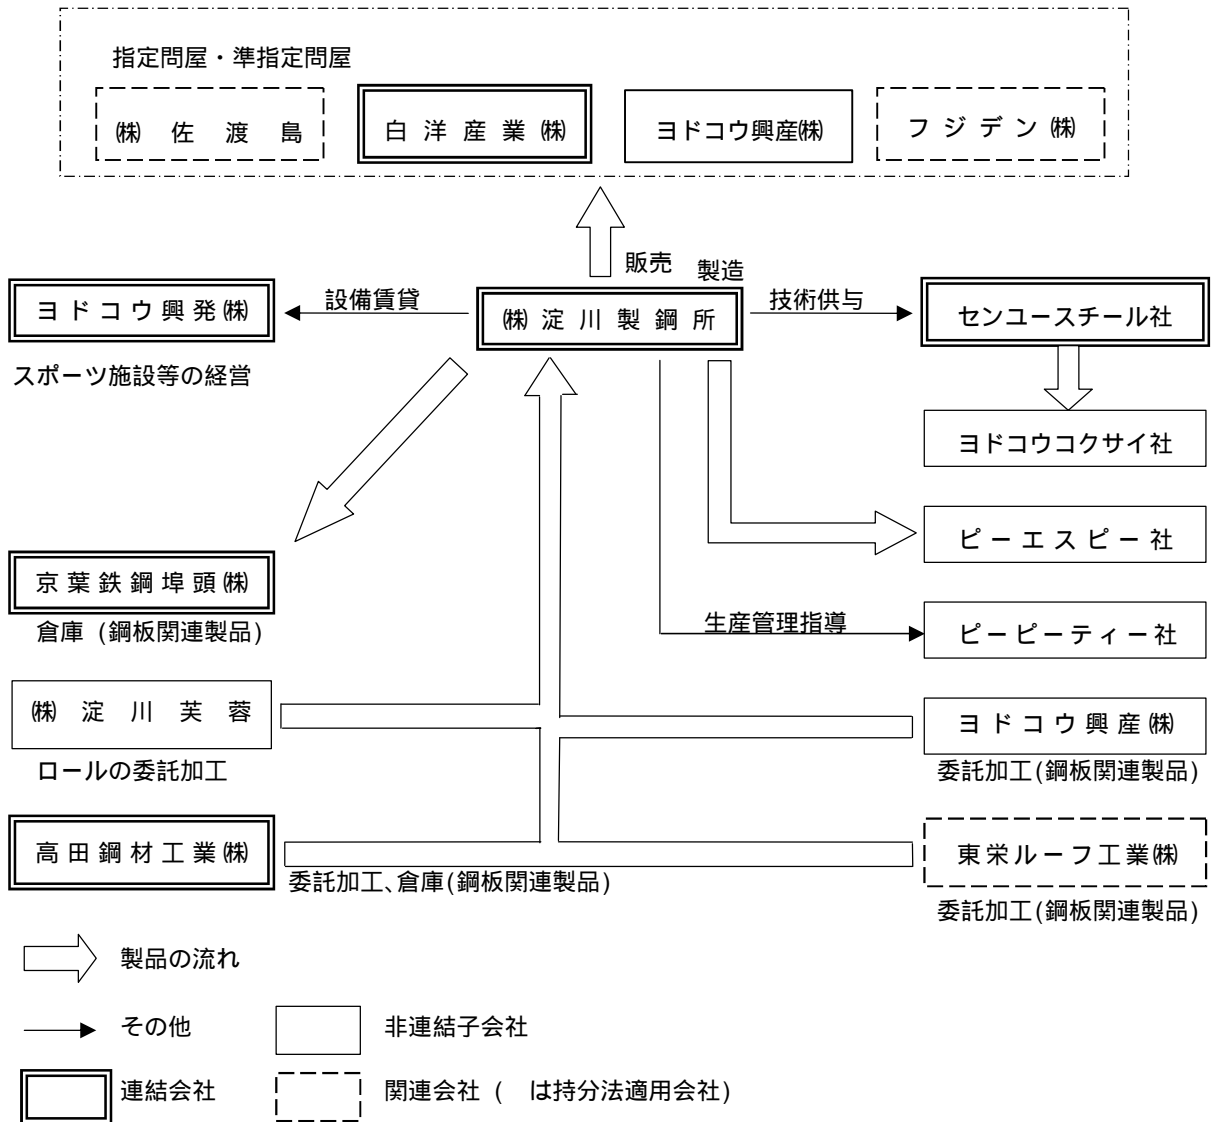 指定問屋・準指定問屋
㈱佐渡島
白洋産業㈱
ヨドコウ興産㈱
フジデン㈱
販売
製造
ヨドコウ興発㈱
設備賃貸
㈱淀川製鋼所
技術供与
センユースチール社
スポーツ施設等の経営
ヨドコウコクサイ社
ピーエスピー社
京葉鉄鋼埠頭㈱
倉庫 (鋼板関連製品)
生産管理指導
ピーピーティー社
㈱淀川芙蓉
ヨドコウ興産㈱
ロールの委託加工
委託加工(鋼板関連製品)
高田鋼材工業㈱
東栄ルーフ工業㈱
委託加工、倉庫(鋼板関連製品)
委託加工(鋼板関連製品)
製品の流れ
その他
非連結子会社
連結会社
関連会社 (　は持分法適用会社)